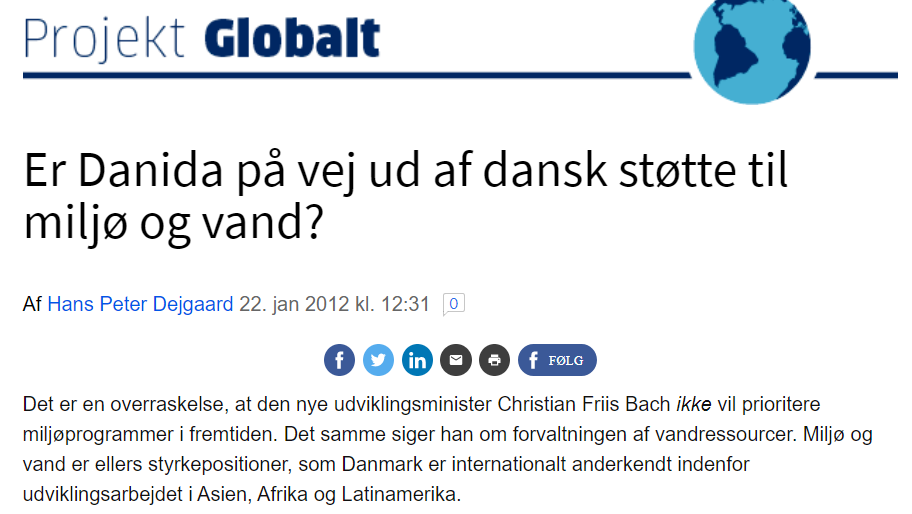 Projekt Globalt
Er Danida på vej ud af dansk støtte til
miljø og vand?
Af Hans Peter Dejgaard 22. jan 2012 kl. 12:31 0
f in f FØLG
Det er en overraskelse, at den nye udviklingsminister Christian Friis Bach ikke vil prioritere
miljøprogrammer i fremtiden. Det samme siger han om forvaltningen af vandressourcer. Miljø og
vand er ellers styrkepositioner, som Danmark er internationalt anderkendt indenfor
udviklingsarbejdet i Asien, Afrika og Latinamerika.